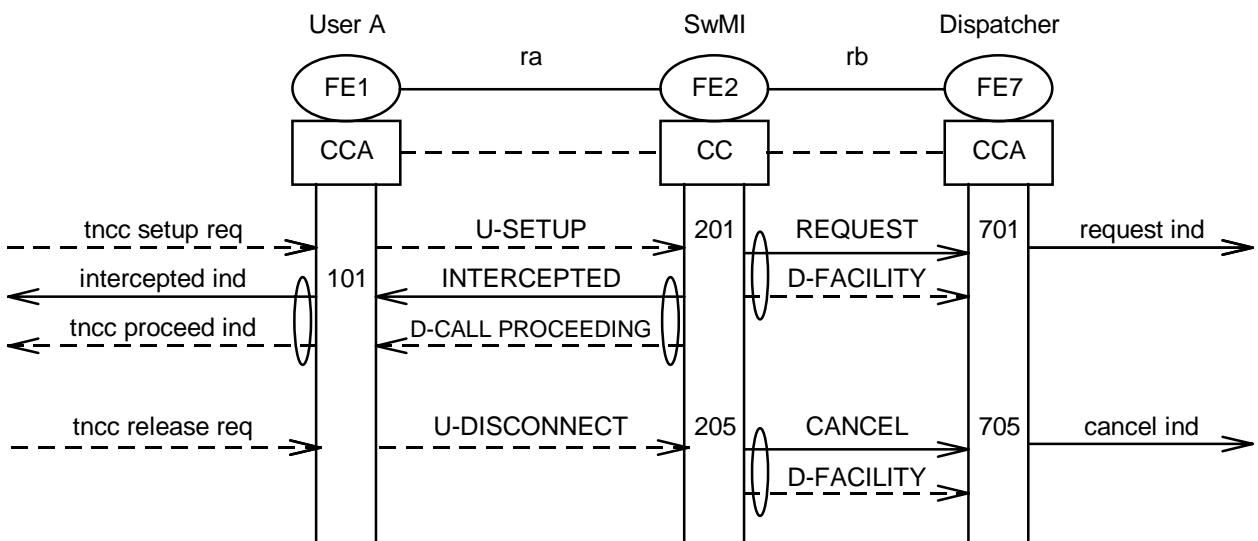 User A SwMI Dispatcher
ra rb
FE1 FE2 FE7
CCA CC CCA
tncc setup req U-SETUP 201 REQUEST 701 request ind
intercepted ind 101 INTERCEPTED D-FACILITY
tncc proceed ind D-CALL PROCEEDING
tncc release req U-DISCONNECT 205 CANCEL 705 cancel ind
D-FACILITY